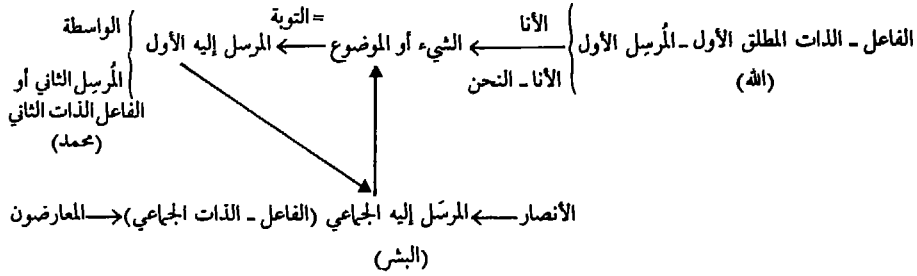 الفاعل ـ الذات المطلق الأول ـ المُرسِل الأول
(الله)
الأنا
الأنا ـ النحن
الشيء أو الموضوع
= التوبة
المرسل إليه الأول
الواسطة
المُرسِل الثاني أو
الفاعل الذات الثاني
(محمد)
الأنصار
المرسَل إليه الجماعي (الفاعل ـ الذات الجماعي)
المعارضون
(البشر)